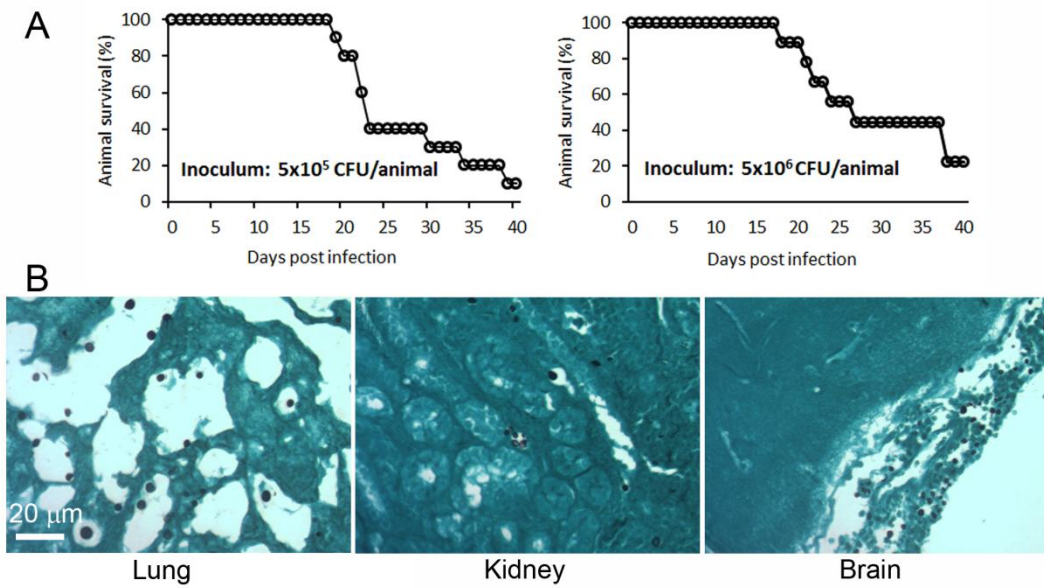 A
Animal survival (%)
100
80
60
40
20
0
Inoculum: 5x10⁵ CFU/animal
0 5 10 15 20 25 30 35 40
Days post infection
Animal survival (%)
100
80
60
40
20
0
Inoculum: 5x10⁶ CFU/animal
0 5 10 15 20 25 30 35 40
Days post infection
B
20 µm
Lung
Kidney
Brain